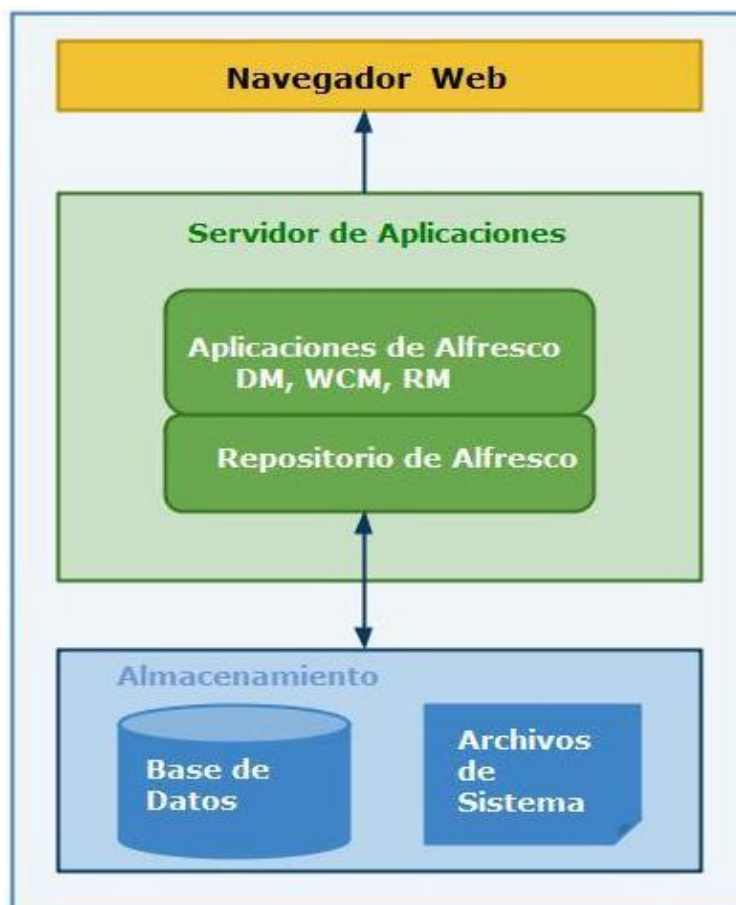 Navegador Web
Servidor de Aplicaciones
Aplicaciones de Alfresco
DM, WCM, RM
Repositorio de Alfresco
Almacenamiento
Base de
Datos
Archivos
de
Sistema